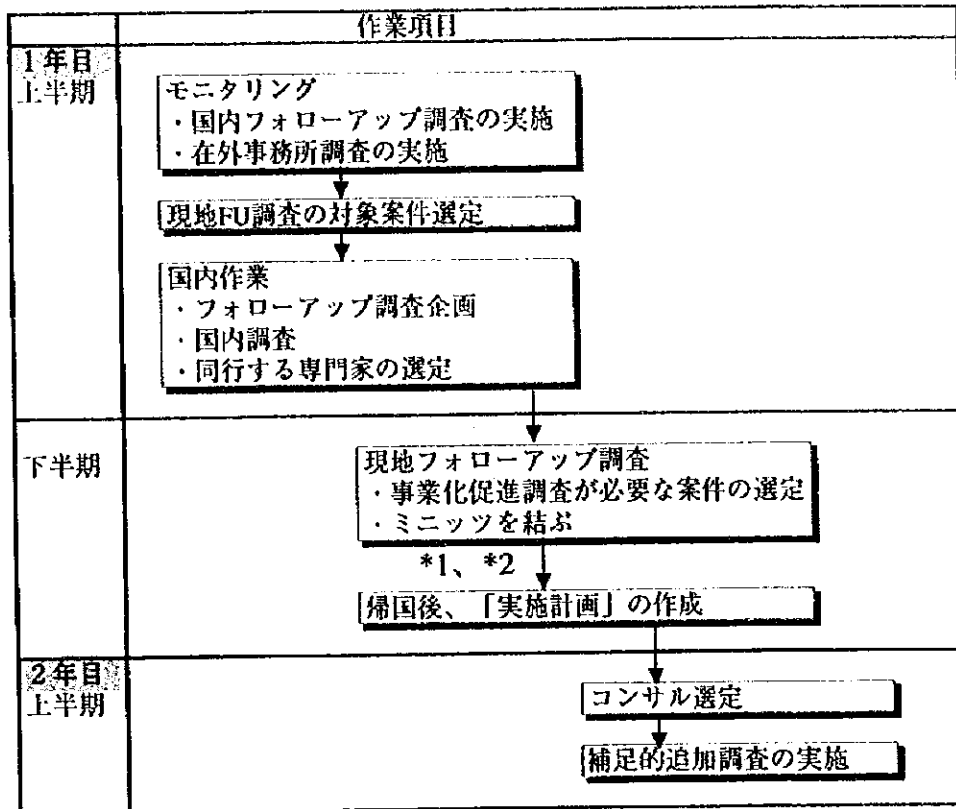 作業項目
1年目
上半期
モニタリング
・国内フォローアップ調査の実施
・在外事務所調査の実施
現地FU調査の対象案件選定
国内作業
・フォローアップ調査企画
・国内調査
・同行する専門家の選定
下半期
現地フォローアップ調査
・事業化促進調査が必要な案件の選定
・ミニッツを結ぶ
*1、*2
帰国後、「実施計画」の作成
2年目
上半期
コンサル選定
補足的追加調査の実施